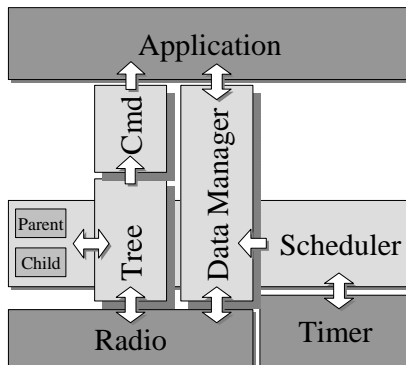 Application
Cmd
Data Manager
Parent
Child
Tree
Scheduler
Radio
Timer